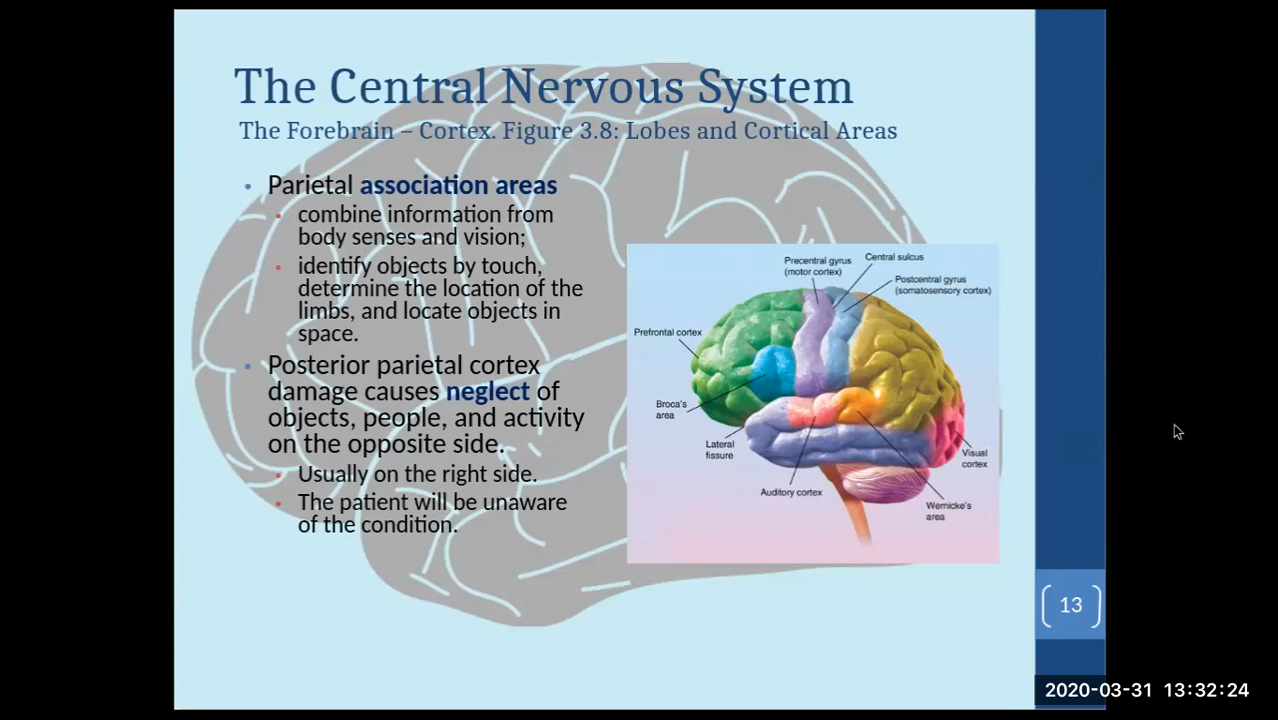 The Central Nervous System
The Forebrain – Cortex. Figure 3.8: Lobes and Cortical Areas
• Parietal association areas
• combine information from
body senses and vision;
• identify objects by touch,
determine the location of the
limbs, and locate objects in
space.
• Posterior parietal cortex
damage causes neglect of
objects, people, and activity
on the opposite side.
• Usually on the right side.
• The patient will be unaware
of the condition.
Precentral gyrus
(motor cortex)
Central sulcus
Postcentral gyrus
(somatosensory cortex)
Prefrontal cortex
Broca's
area
Lateral
fissure
Auditory cortex
Visual
cortex
Wernicke's
area
13
2020-03-31 13:32:24